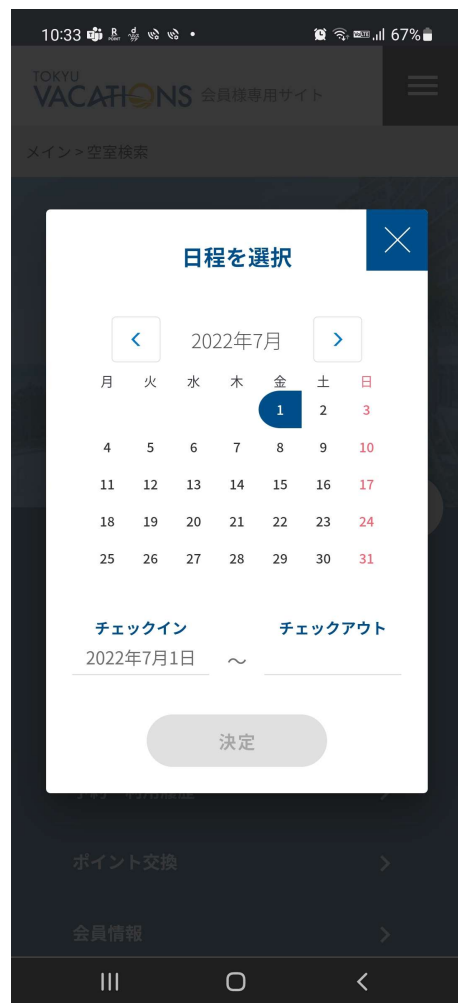 10:33 67%
TOKYU
VACATIONS 会員様専用サイト
メイン > 空室検索
日程を選択
2022年7月
月 火 水 木 金 土 日
1 2 3
4 5 6 7 8 9 10
11 12 13 14 15 16 17
18 19 20 21 22 23 24
25 26 27 28 29 30 31
チェックイン チェックアウト
2022年7月1日 ～
決定
ポイント交換
会員情報